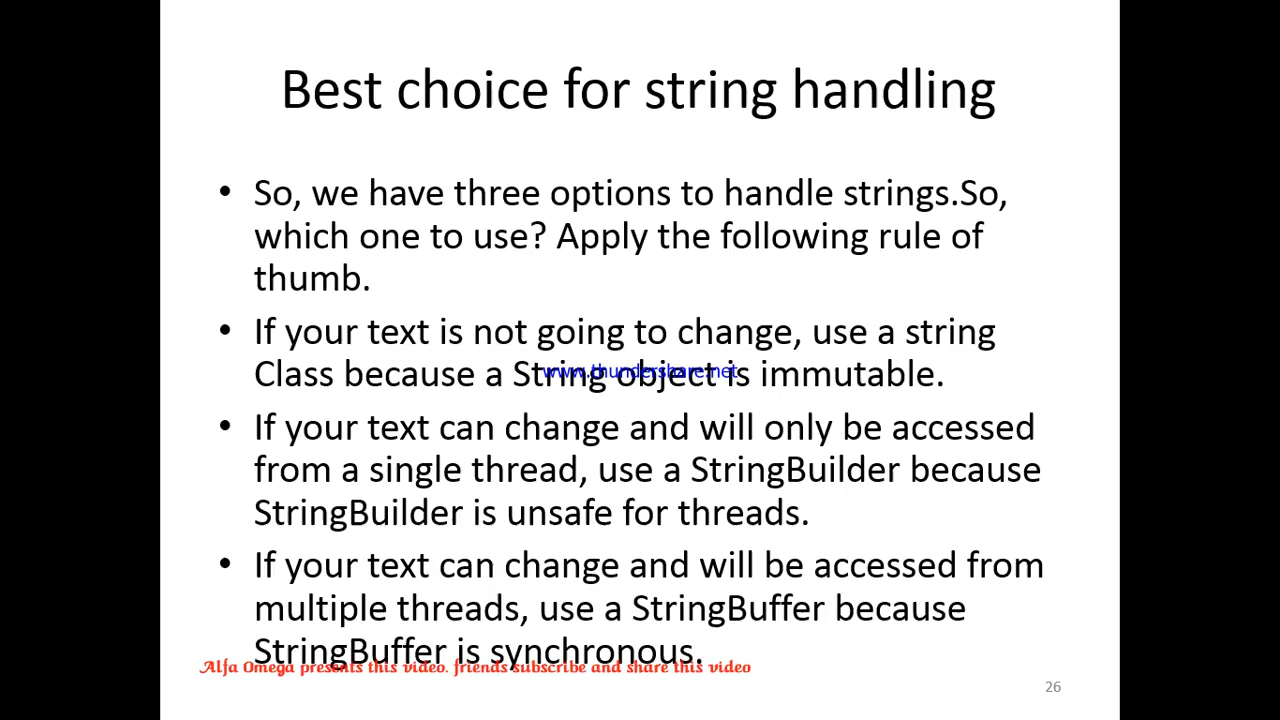 Best choice for string handling
• So, we have three options to handle strings.So,
which one to use? Apply the following rule of
thumb.
• If your text is not going to change, use a string
Class because a String object is immutable.
www.thundershare.net
• If your text can change and will only be accessed
from a single thread, use a StringBuilder because
StringBuilder is unsafe for threads.
• If your text can change and will be accessed from
multiple threads, use a StringBuffer because
StringBuffer is synchronous.
Alfa Omega presents this video. friends subscribe and share this video
26